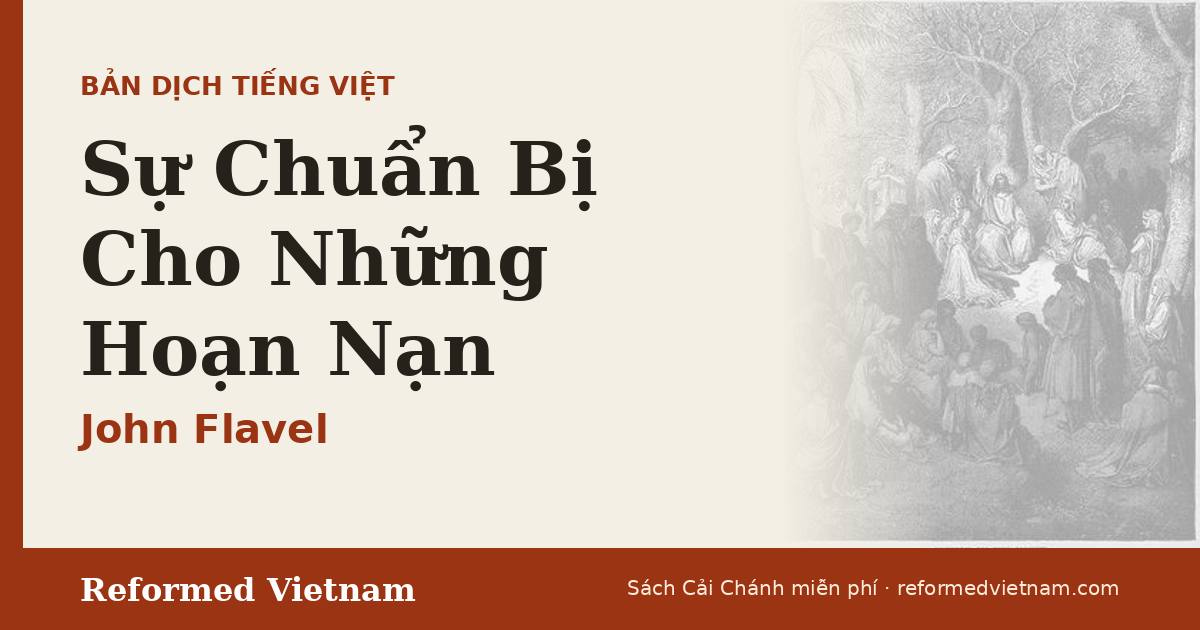 BẢN DỊCH TIẾNG VIỆT
Sự Chuẩn Bị
Cho Những
Hoạn Nạn
John Flavel
Reformed Vietnam
Sách Cải Chánh miễn phí · reformedvietnam.com